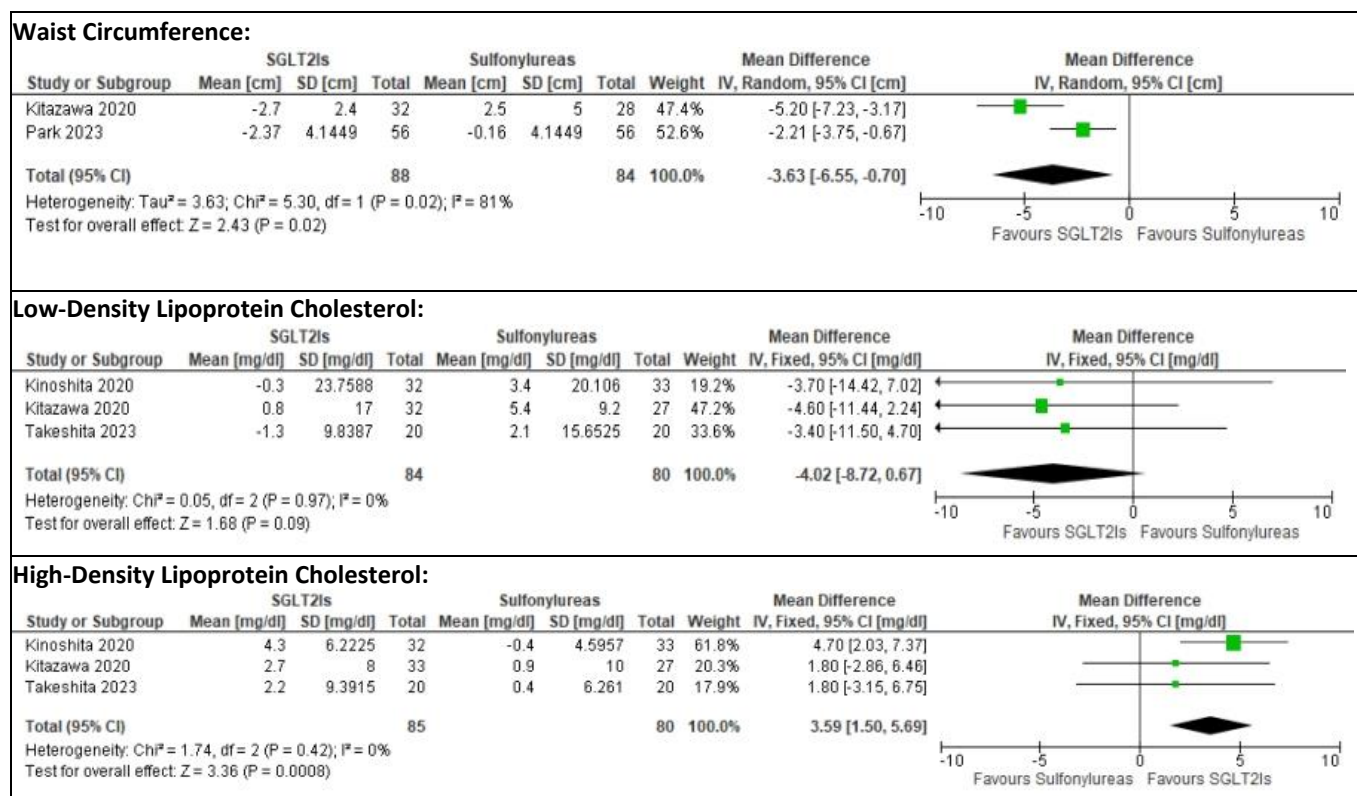 Waist Circumference:
SGLT2Is Sulfonylureas Mean Difference Mean Difference
Study or Subgroup Mean [cm] SD [cm] Total Mean [cm] SD [cm] Total Weight IV, Random, 95% CI [cm] IV, Random, 95% CI [cm]
Kitazawa 2020 -2.7 2.4 32 2.5 5 28 47.4% -5.20 [-7.23, -3.17]
Park 2023 -2.37 4.1449 56 -0.16 4.1449 56 52.6% -2.21 [-3.75, -0.67]
Total (95% CI) 88 84 100.0% -3.63 [-6.55, -0.70]
Heterogeneity: Tau² = 3.63; Chi² = 5.30, df = 1 (P = 0.02); I² = 81%
Test for overall effect: Z = 2.43 (P = 0.02)
-10 -5 0 5 10
Favours SGLT2Is Favours Sulfonylureas
Low-Density Lipoprotein Cholesterol:
SGLT2Is Sulfonylureas Mean Difference Mean Difference
Study or Subgroup Mean [mg/dl] SD [mg/dl] Total Mean [mg/dl] SD [mg/dl] Total Weight IV, Fixed, 95% CI [mg/dl] IV, Fixed, 95% CI [mg/dl]
Kinoshita 2020 -0.3 23.7588 32 3.4 20.106 33 19.2% -3.70 [-14.42, 7.02]
Kitazawa 2020 0.8 17 32 5.4 9.2 27 47.2% -4.60 [-11.44, 2.24]
Takeshita 2023 -1.3 9.8387 20 2.1 15.6525 20 33.6% -3.40 [-11.50, 4.70]
Total (95% CI) 84 80 100.0% -4.02 [-8.72, 0.67]
Heterogeneity: Chi² = 0.05, df = 2 (P = 0.97); I² = 0%
Test for overall effect: Z = 1.68 (P = 0.09)
-10 -5 0 5 10
Favours SGLT2Is Favours Sulfonylureas
High-Density Lipoprotein Cholesterol:
SGLT2Is Sulfonylureas Mean Difference Mean Difference
Study or Subgroup Mean [mg/dl] SD [mg/dl] Total Mean [mg/dl] SD [mg/dl] Total Weight IV, Fixed, 95% CI [mg/dl] IV, Fixed, 95% CI [mg/dl]
Kinoshita 2020 4.3 6.2225 32 -0.4 4.5957 33 61.8% 4.70 [2.03, 7.37]
Kitazawa 2020 2.7 8 33 0.9 10 27 20.3% 1.80 [-2.86, 6.46]
Takeshita 2023 2.2 9.3915 20 0.4 6.261 20 17.9% 1.80 [-3.15, 6.75]
Total (95% CI) 85 80 100.0% 3.59 [1.50, 5.69]
Heterogeneity: Chi² = 1.74, df = 2 (P = 0.42); I² = 0%
Test for overall effect: Z = 3.36 (P = 0.0008)
-10 -5 0 5 10
Favours Sulfonylureas Favours SGLT2Is